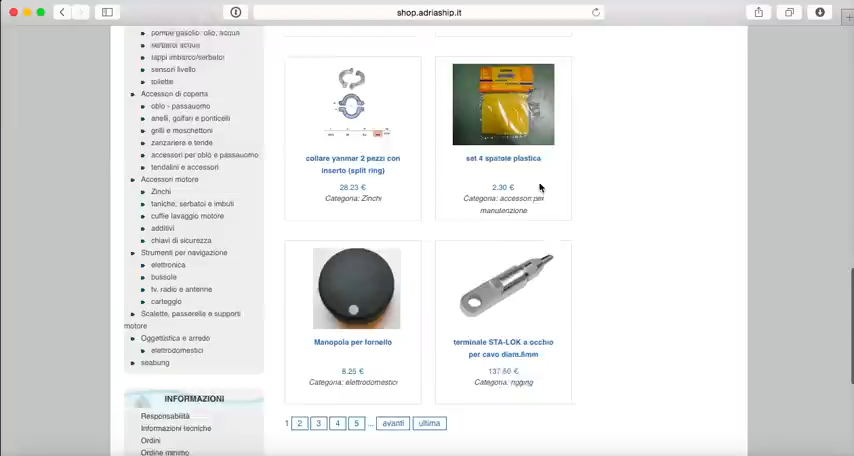 shop.adriaship.it
pompe gasolio, olio, acqua
serbatoi acqua
tappi imbarco/serbatoi
sensori livello
toilette
Accessori di coperta
oblo - passauomo
anelli, golfari e ponticelli
grilli e moschettoni
zanzariere e tende
accessori per oblò e passauomo
tendalini e accessori
Accessori motore
Zinchi
taniche, serbatoi e imbuti
cuffie lavaggio motore
additivi
chiavi di sicurezza
Strumenti per navigazione
elettronica
bussole
tv, radio e antenne
carteggio
Scalette, passerelle e supporti
motore
Oggettistica e arredo
elettrodomestici
seabung
INFORMAZIONI
Responsabilità
Informazioni tecniche
Ordini
Ordine minimo
collare yanmar 2 pezzi con
inserto (split ring)
28.23 €
Categoria: Zinchi
set 4 spatole plastica
2.30 €
Categoria: accessori per
manutenzione
Manopola per fornello
8.25 €
Categoria: elettrodomestici
terminale STA-LOK a occhio
per cavo diam.8mm
Categoria: rigging
1 2 3 4 5 ... avanti ultima